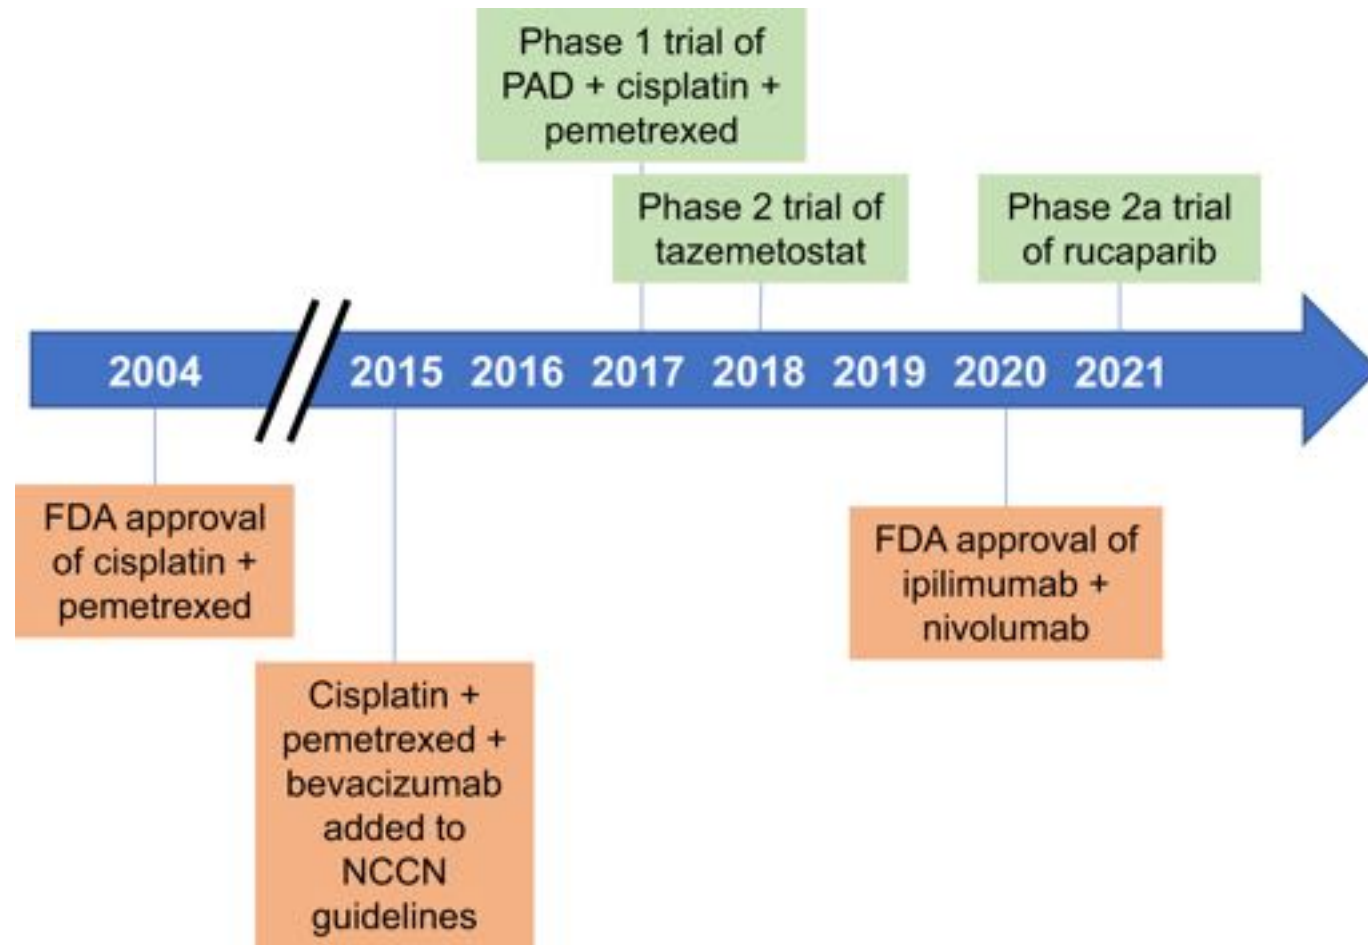 Phase 1 trial of
PAD + cisplatin +
pemetrexed
Phase 2 trial of
tazemetostat
Phase 2a trial
of rucaparib
2004 2015 2016 2017 2018 2019 2020 2021
FDA approval
of cisplatin +
pemetrexed
FDA approval of
ipilimumab +
nivolumab
Cisplatin +
pemetrexed +
bevacizumab
added to
NCCN
guidelines